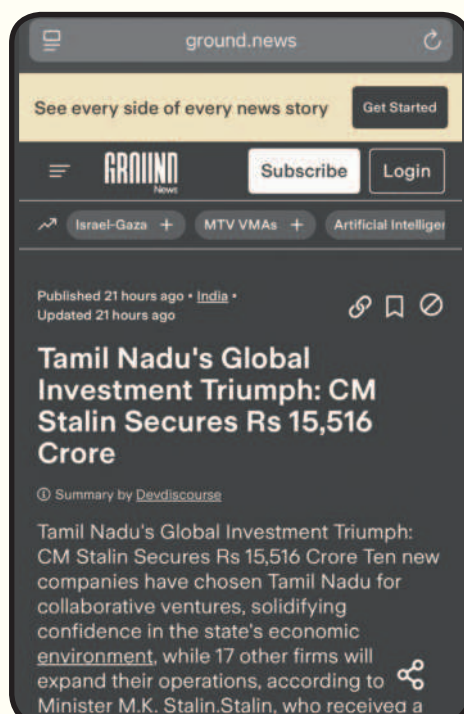 ground.news
See every side of every news story Get Started
GROUND
News
Subscribe Login
Israel-Gaza + MTV VMAs + Artificial Intelliger
Published 21 hours ago • India •
Updated 21 hours ago
Tamil Nadu's Global
Investment Triumph: CM
Stalin Secures Rs 15,516
Crore
Summary by Devdiscourse
Tamil Nadu's Global Investment Triumph:
CM Stalin Secures Rs 15,516 Crore Ten new
companies have chosen Tamil Nadu for
collaborative ventures, solidifying
confidence in the state's economic
environment, while 17 other firms will
expand their operations, according to
Minister M.K. Stalin.Stalin, who received a